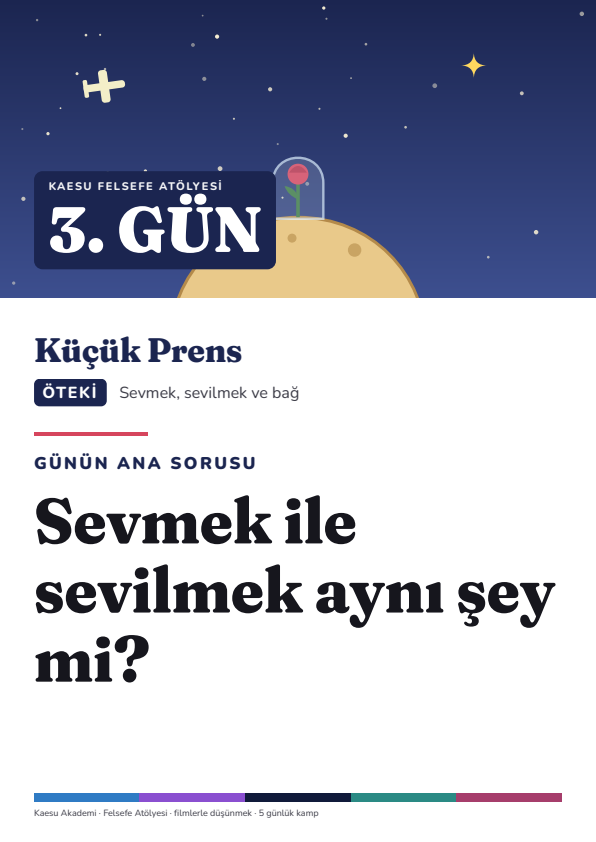 KAESU FELSEFE ATÖLYESİ
3. GÜN
Küçük Prens
ÖTEKİ
Sevmek, sevilmek ve bağ
GÜNÜN ANA SORUSU
Sevmek ile
sevilmek aynı şey
mi?
Kaesu Akademi · Felsefe Atölyesi · filmlerle düşünmek · 5 günlük kamp